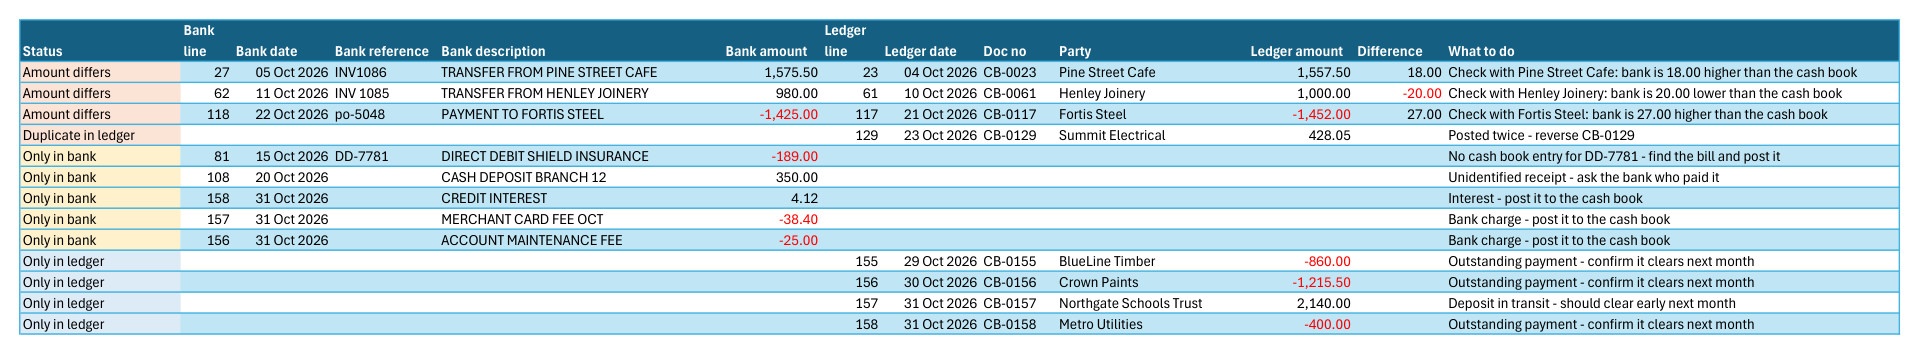 Status Bank line Bank date Bank reference Bank description Bank amount Ledger line Ledger date Doc no Party Ledger amount Difference What to do
Amount differs 27 05 Oct 2026 INV1086 TRANSFER FROM PINE STREET CAFE 1,575.50 23 04 Oct 2026 CB-0023 Pine Street Cafe 1,557.50 18.00 Check with Pine Street Cafe: bank is 18.00 higher than the cash book
Amount differs 62 11 Oct 2026 INV 1085 TRANSFER FROM HENLEY JOINERY 980.00 61 10 Oct 2026 CB-0061 Henley Joinery 1,000.00 -20.00 Check with Henley Joinery: bank is 20.00 lower than the cash book
Amount differs 118 22 Oct 2026 po-5048 PAYMENT TO FORTIS STEEL -1,425.00 117 21 Oct 2026 CB-0117 Fortis Steel -1,452.00 27.00 Check with Fortis Steel: bank is 27.00 higher than the cash book
Duplicate in ledger 129 23 Oct 2026 CB-0129 Summit Electrical 428.05 Posted twice - reverse CB-0129
Only in bank 81 15 Oct 2026 DD-7781 DIRECT DEBIT SHIELD INSURANCE -189.00 No cash book entry for DD-7781 - find the bill and post it
Only in bank 108 20 Oct 2026 CASH DEPOSIT BRANCH 12 350.00 Unidentified receipt - ask the bank who paid it
Only in bank 158 31 Oct 2026 CREDIT INTEREST 4.12 Interest - post it to the cash book
Only in bank 157 31 Oct 2026 MERCHANT CARD FEE OCT -38.40 Bank charge - post it to the cash book
Only in bank 156 31 Oct 2026 ACCOUNT MAINTENANCE FEE -25.00 Bank charge - post it to the cash book
Only in ledger 155 29 Oct 2026 CB-0155 BlueLine Timber -860.00 Outstanding payment - confirm it clears next month
Only in ledger 156 30 Oct 2026 CB-0156 Crown Paints -1,215.50 Outstanding payment - confirm it clears next month
Only in ledger 157 31 Oct 2026 CB-0157 Northgate Schools Trust 2,140.00 Deposit in transit - should clear early next month
Only in ledger 158 31 Oct 2026 CB-0158 Metro Utilities -400.00 Outstanding payment - confirm it clears next month